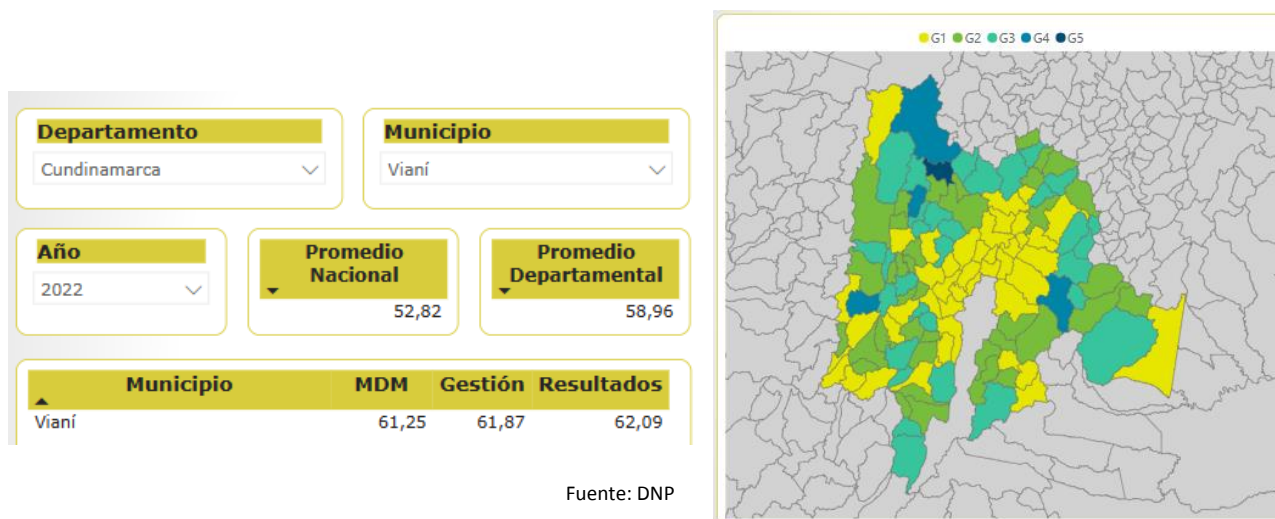 Departamento
Cundinamarca
Municipio
Vianí
Año
2022
Promedio
Nacional
52,82
Promedio
Departamental
58,96
Municipio MDM Gestión Resultados
Vianí 61,25 61,87 62,09
Fuente: DNP
G1 G2 G3 G4 G5